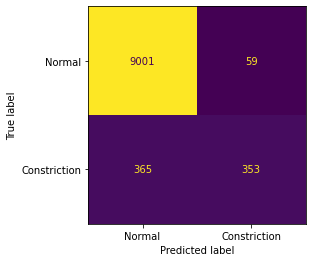 True label
Normal
9001 59
Constriction
365 353
Normal Constriction
Predicted label